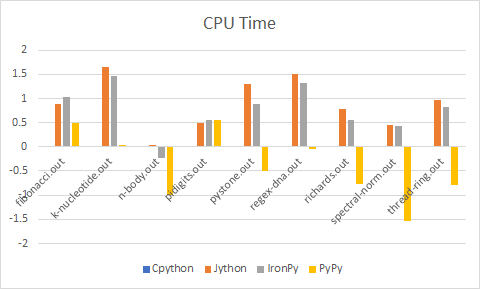 CPU Time
2
1.5
1
0.5
0
-0.5
-1
-1.5
-2
fibonacci.out
k-nucleotide.out
n-body.out
pidigits.out
pystone.out
regex-dna.out
richards.out
spectral-norm.out
thread-ring.out
Cpython Jython IronPy PyPy